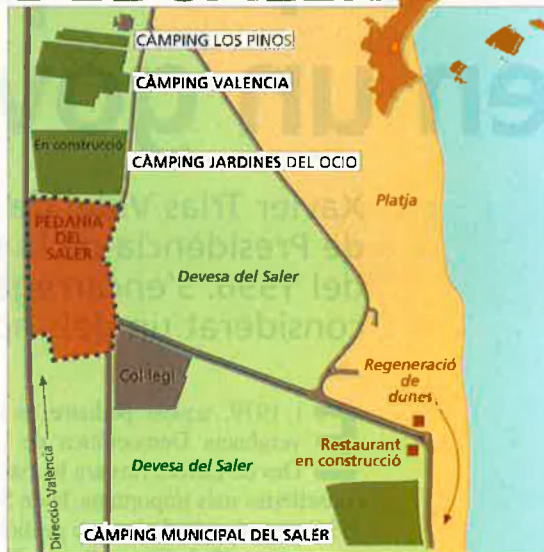 CÀMPING LOS PINOS
CÀMPING VALENCIA
En construcció
CÀMPING JARDINES DEL OCIO
PEDANIA
DEL
SALER
Platja
Devesa del Saler
Col·legi
Regeneració
de
dunes
Restaurant
en construcció
Devesa del Saler
Direcció València
CÀMPING MUNICIPAL DEL SALER